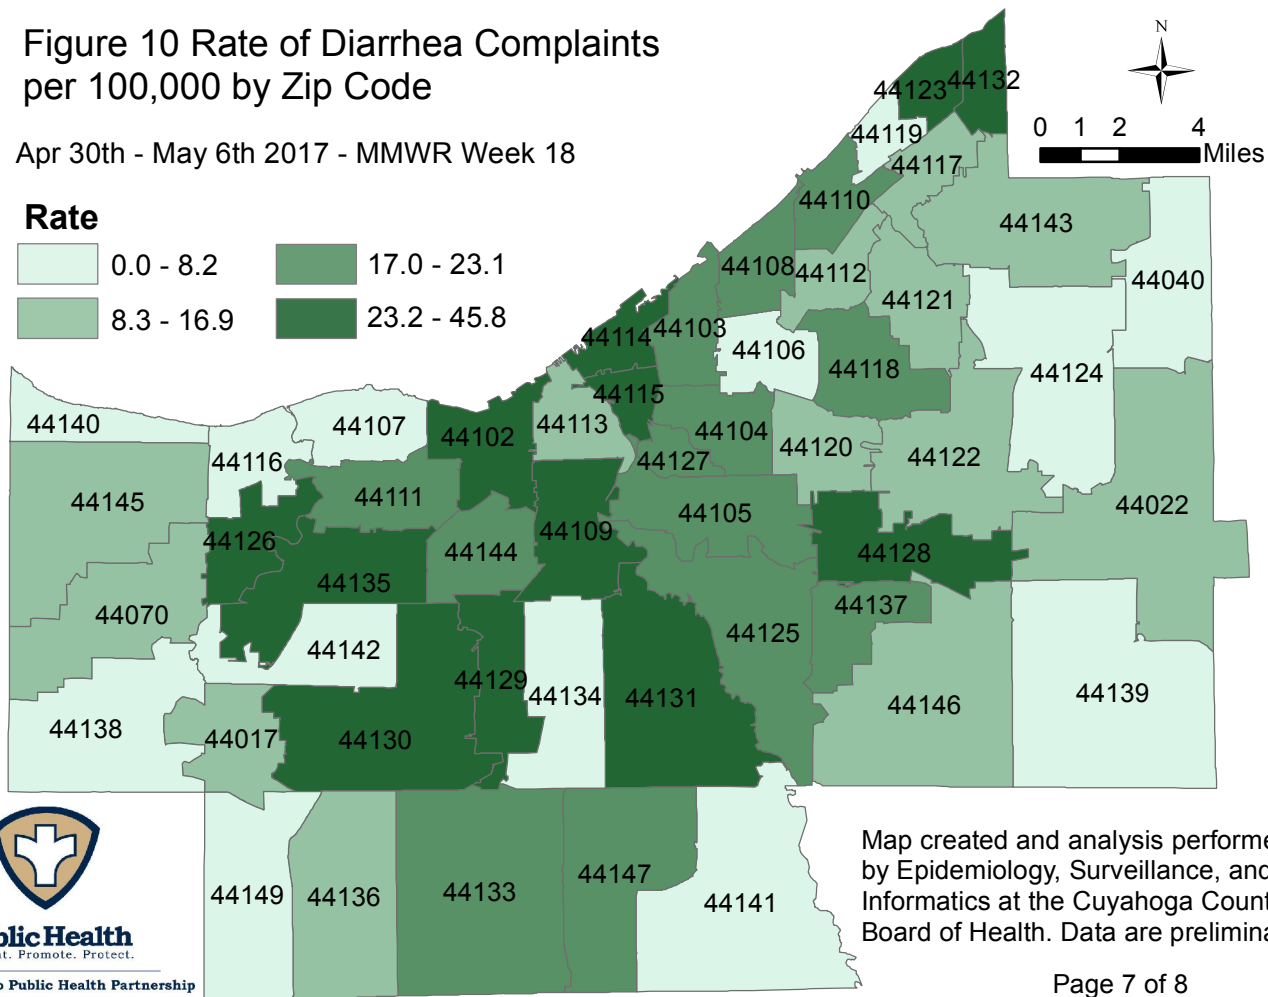 Figure 10 Rate of Diarrhea Complaints
per 100,000 by Zip Code
Apr 30th - May 6th 2017 - MMWR Week 18
N
0 1 2 4
Miles
Rate
0.0 - 8.2
17.0 - 23.1
8.3 - 16.9
23.2 - 45.8
44123
44132
44119
44117
44110
44143
44108
44112
44040
44121
44114
44103
44106
44118
44124
44115
44140
44107
44102
44113
44104
44120
44122
44116
44127
44145
44111
44022
44105
44126
44109
44144
44128
44135
44070
44137
44125
44142
44129
44134
44131
44139
44146
44138
44017
44130
44149
44136
44133
44147
44141
blic Health
nt. Promote. Protect.
o Public Health Partnership
Map created and analysis performe
by Epidemiology, Surveillance, and
Informatics at the Cuyahoga Count
Board of Health. Data are prelimina
Page 7 of 8